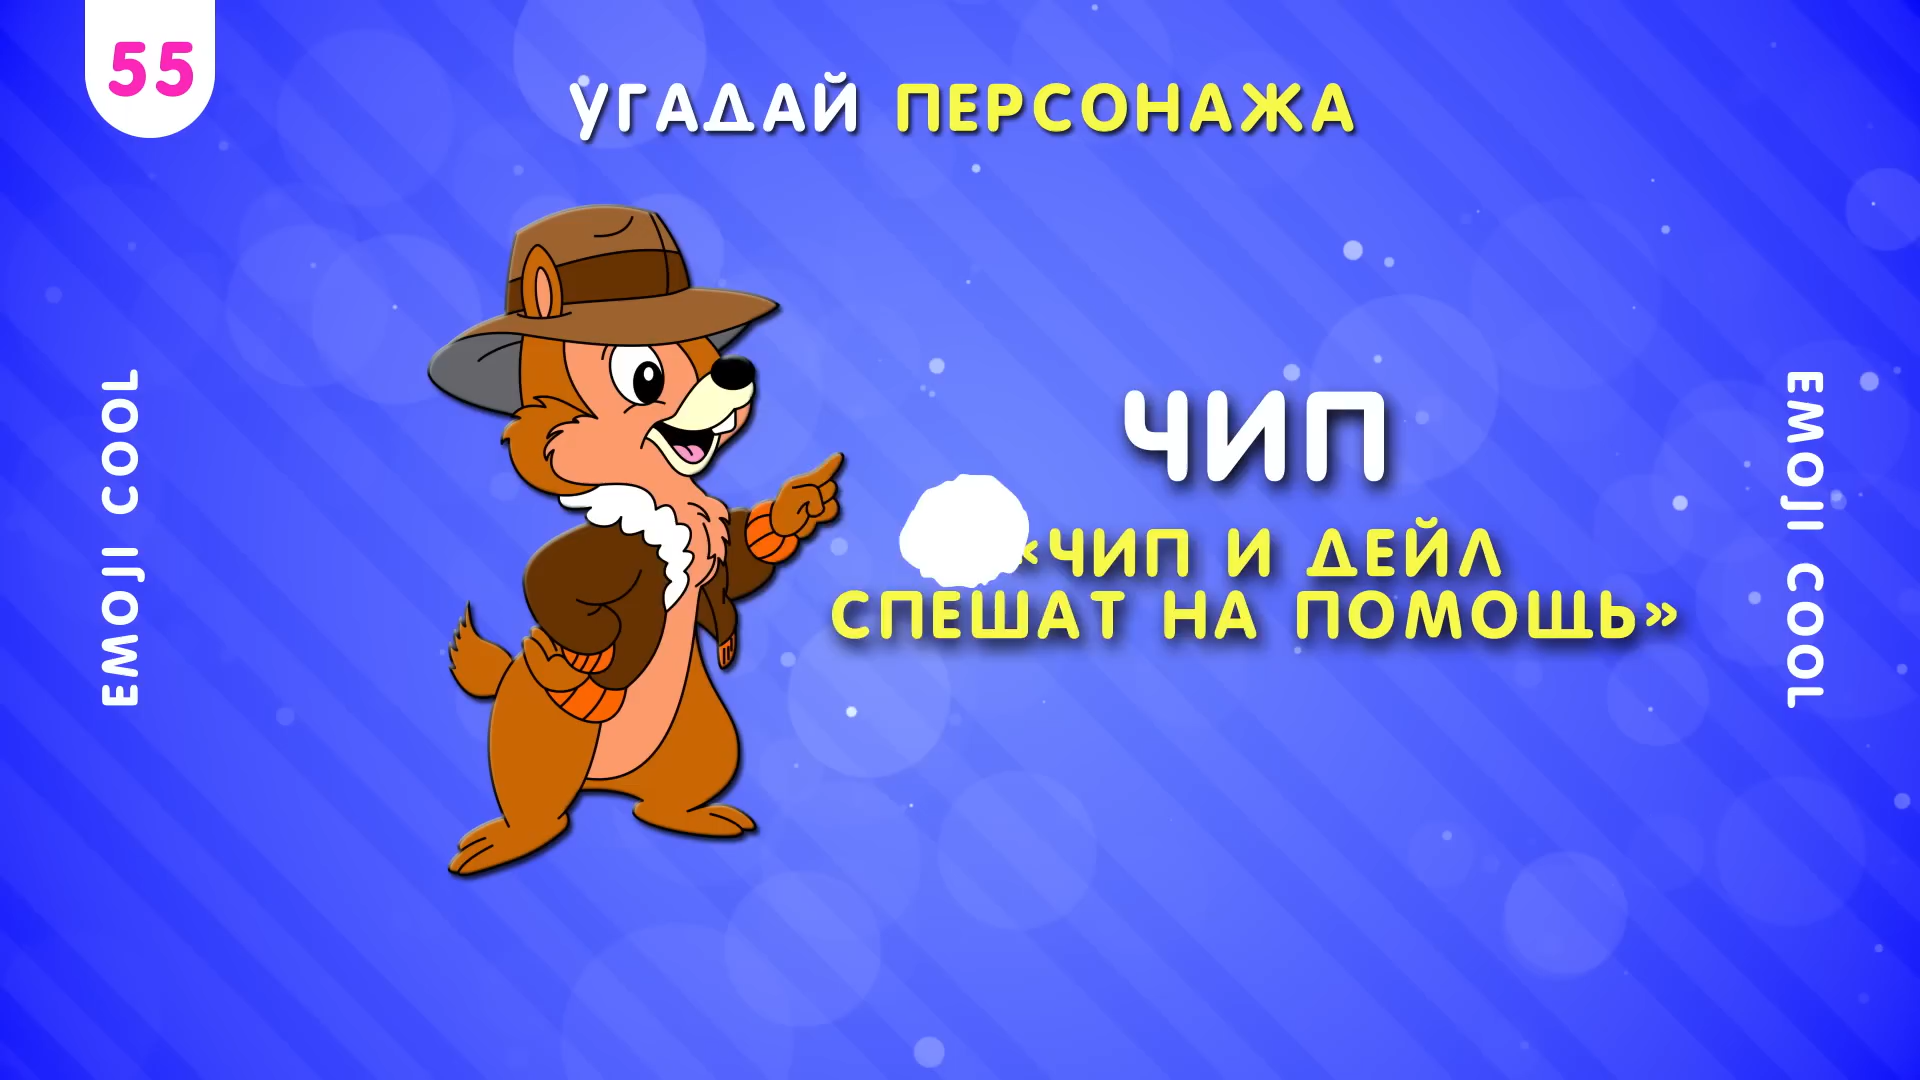 55
УГАДАЙ ПЕРСОНАЖА
EMOJI COOL
ЧИП
«ЧИП И ДЕЙЛ
СПЕШАТ НА ПОМОЩЬ»
EMOJI COOL